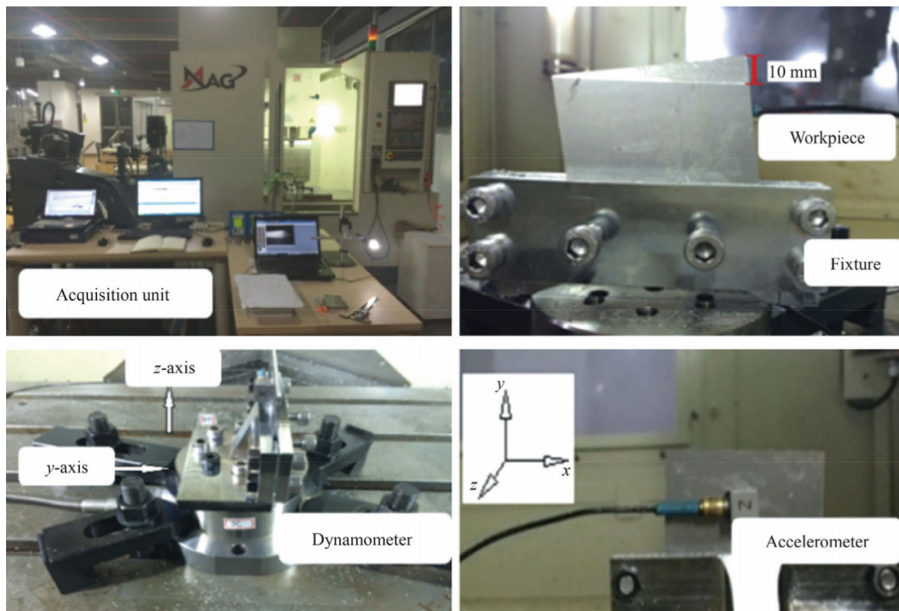 MAG
Acquisition unit
10 mm
Workpiece
Fixture
z-axis
y-axis
Dynamometer
y
x
z
N
Accelerometer